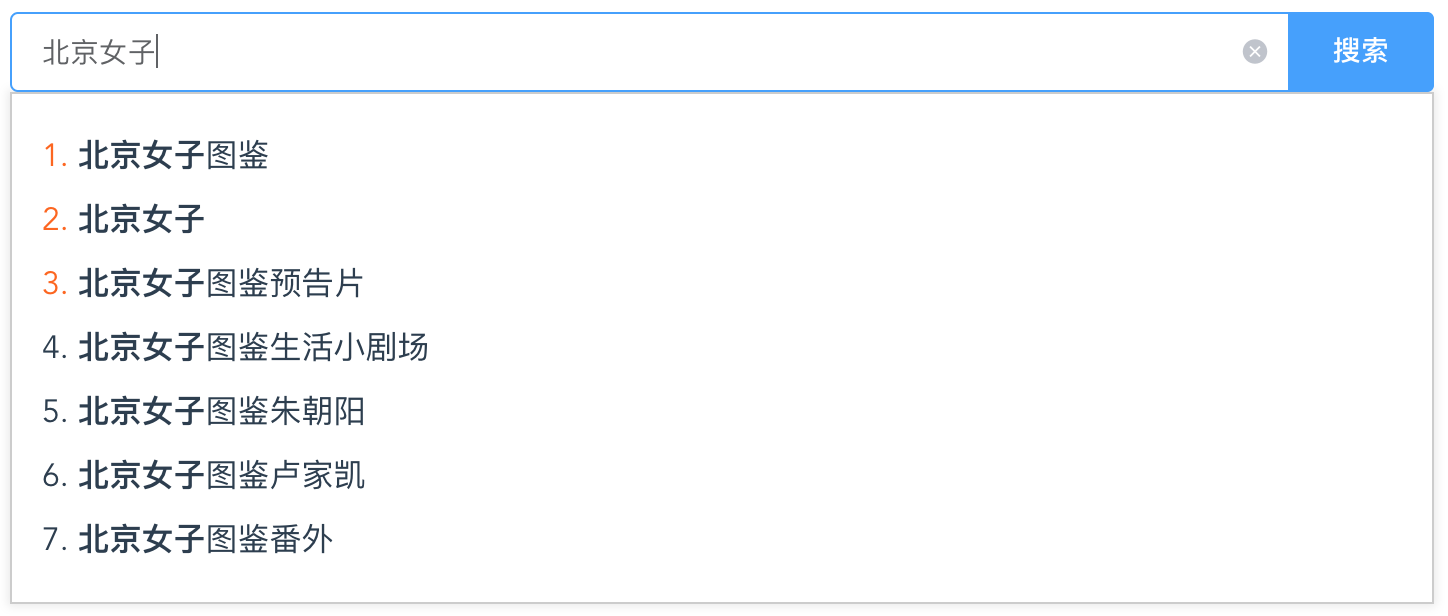 北京女子 搜索
1. 北京女子图鉴
2. 北京女子
3. 北京女子图鉴预告片
4. 北京女子图鉴生活小剧场
5. 北京女子图鉴朱朝阳
6. 北京女子图鉴卢家凯
7. 北京女子图鉴番外